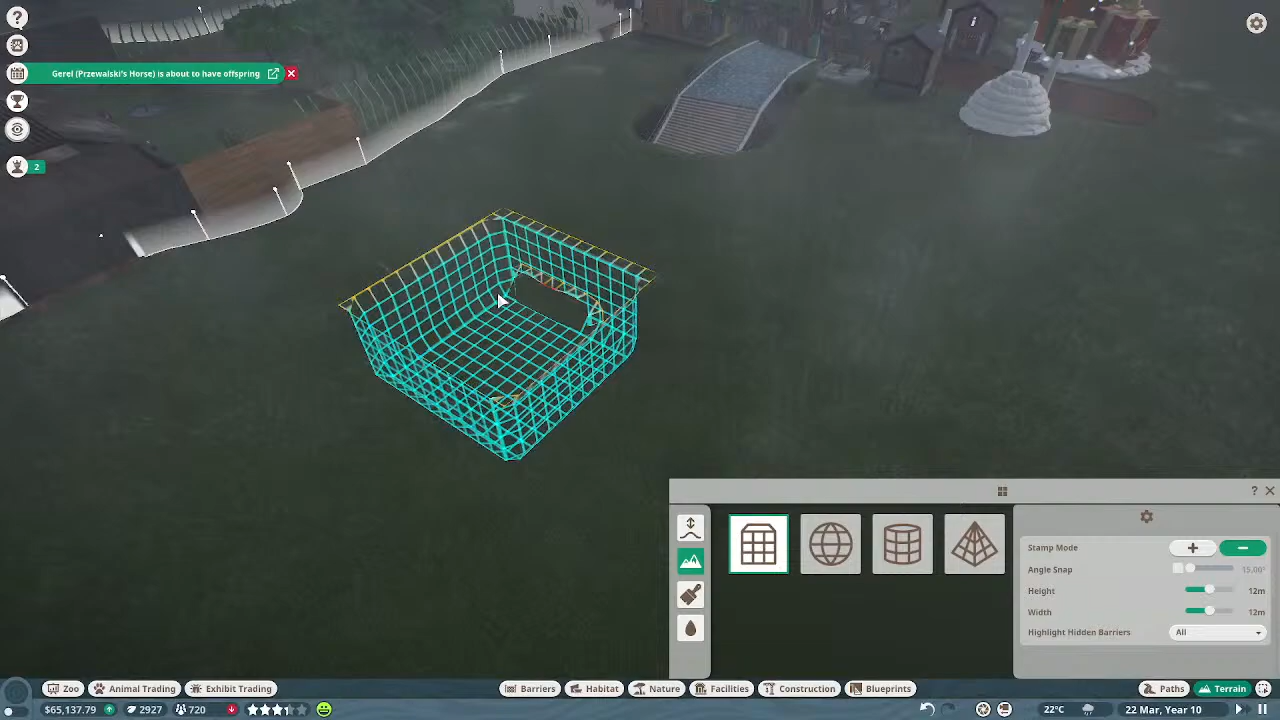 Gerel (Przewalski's Horse) is about to have offspring
2
Stamp Mode
Angle Snap 15.00°
Height 12m
Width 12m
Highlight Hidden Barriers All
Zoo Animal Trading Exhibit Trading Barriers Habitat Nature Facilities Construction Blueprints Paths Terrain
$65,137.79 2927 720 22°C 22 Mar, Year 10